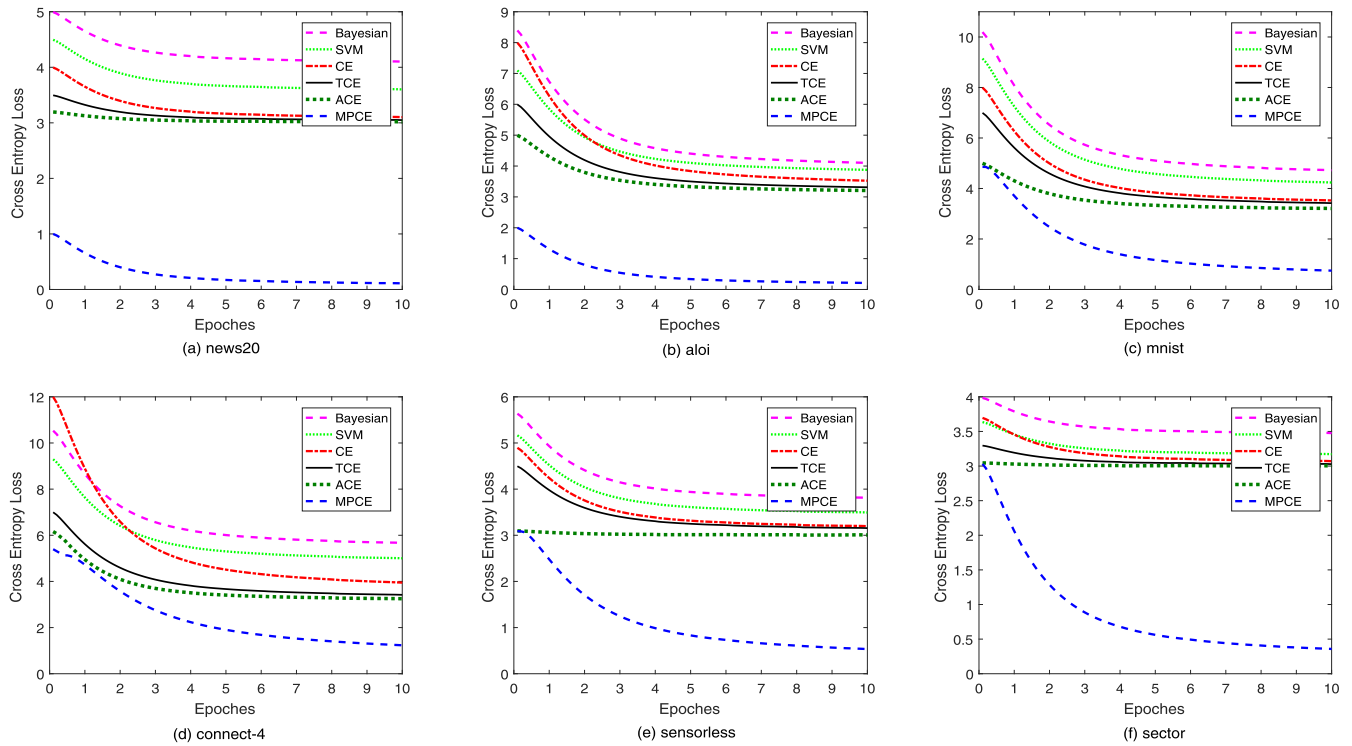 5
4
3
2
1
0
Cross Entropy Loss
0 1 2 3 4 5 6 7 8 9 10
Epoches
Bayesian
SVM
CE
TCE
ACE
MPCE
(a) news20
9
8
7
6
5
4
3
2
1
0
Cross Entropy Loss
0 1 2 3 4 5 6 7 8 9 10
Epoches
Bayesian
SVM
CE
TCE
ACE
MPCE
(b) aloi
10
8
6
4
2
0
Cross Entropy Loss
0 1 2 3 4 5 6 7 8 9 10
Epoches
Bayesian
SVM
CE
TCE
ACE
MPCE
(c) mnist
12
10
8
6
4
2
0
Cross Entropy Loss
0 1 2 3 4 5 6 7 8 9 10
Epoches
Bayesian
SVM
CE
TCE
ACE
MPCE
(d) connect-4
6
5
4
3
2
1
0
Cross Entropy Loss
0 1 2 3 4 5 6 7 8 9 10
Epoches
Bayesian
SVM
CE
TCE
ACE
MPCE
(e) sensorless
4
3.5
3
2.5
2
1.5
1
0.5
0
Cross Entropy Loss
0 1 2 3 4 5 6 7 8 9 10
Epoches
Bayesian
SVM
CE
TCE
ACE
MPCE
(f) sector